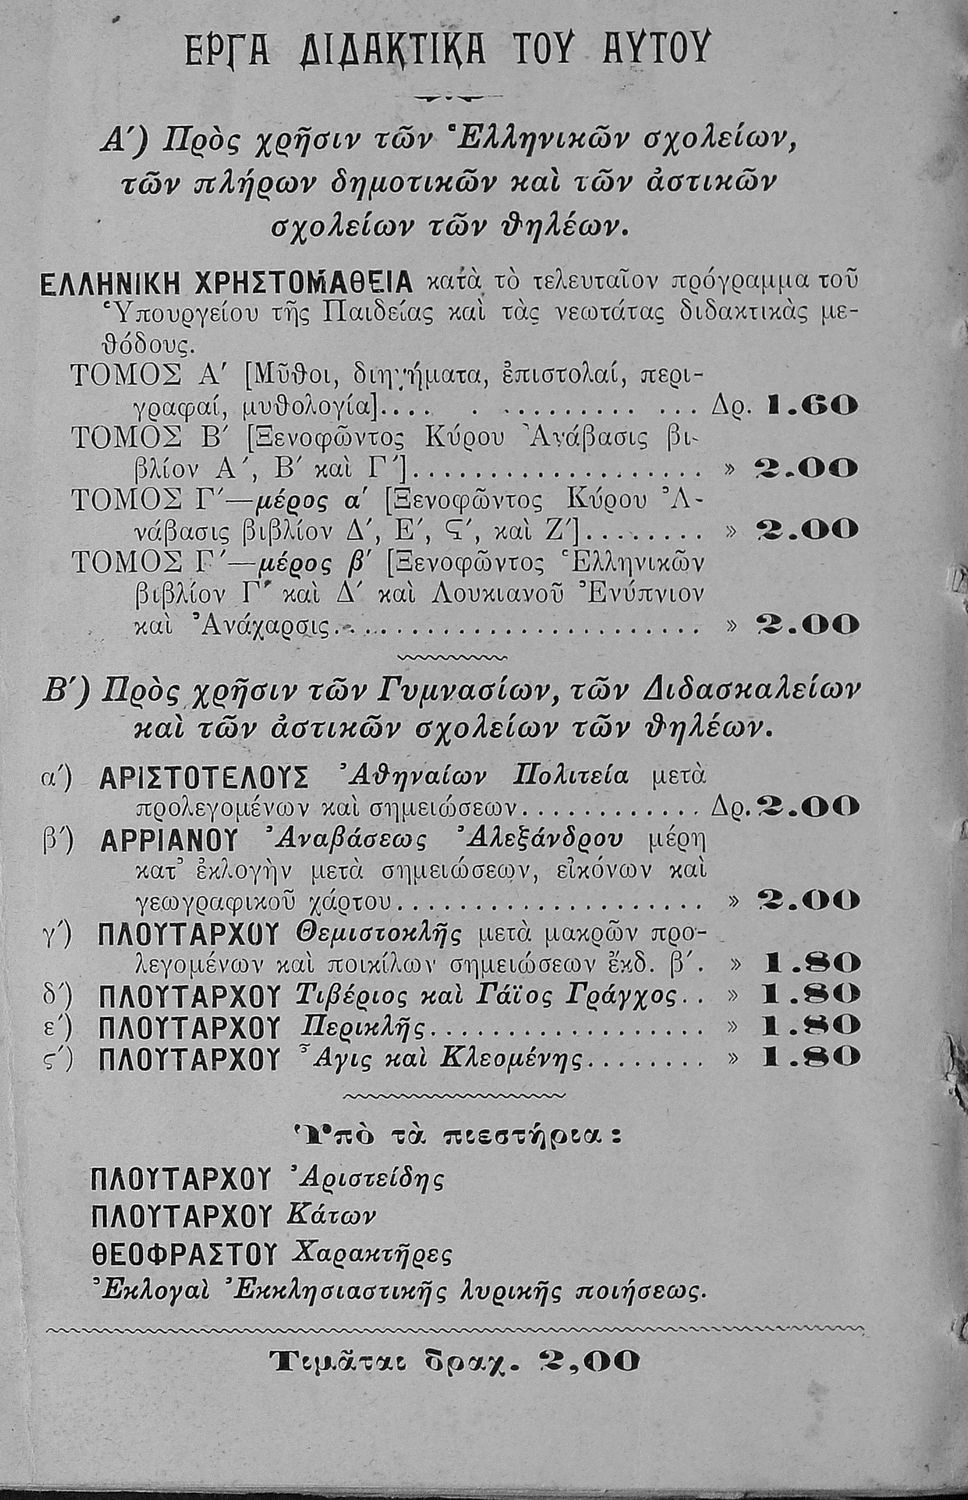 ΕΡΓΑ ΔΙΔΑΚΤΙΚΑ ΤΟΥ ΑΥΤΟΥ
Α΄) Πρὸς χρῆσιν τῶν Ἑλληνικῶν σχολείων,
τῶν πλήρων δημοτικῶν καὶ τῶν ἀστικῶν
σχολείων τῶν θηλέων.
ΕΛΛΗΝΙΚΗ ΧΡΗΣΤΟΜΑΘΕΙΑ κατὰ τὸ τελευταῖον πρόγραμμα τοῦ
Ὑπουργείου τῆς Παιδείας καὶ τὰς νεωτάτας διδακτικὰς με-
θόδους.
ΤΟΜΟΣ Α΄ [Μῦθοι, διηγήματα, ἐπιστολαί, περι-
γραφαί, μυθολογία].... . .......... ... Δρ. 1.60
ΤΟΜΟΣ Β΄ [Ξενοφῶντος Κύρου Ἀνάβασις βι-
βλίον Α΄, Β΄ καὶ Γ΄]..................... » 2.00
ΤΟΜΟΣ Γ΄—μέρος α΄ [Ξενοφῶντος Κύρου Ἀ-
νάβασις βιβλίον Δ΄, Ε΄, Ϛ΄, καὶ Ζ΄]......... » 2.00
ΤΟΜΟΣ Γ΄—μέρος β΄ [Ξενοφῶντος Ἑλληνικῶν
βιβλίον Γ΄ καὶ Δ΄ καὶ Λουκιανοῦ Ἐνύπνιον
καὶ Ἀνάχαρσις.......................... » 2.00
Β΄) Πρὸς χρῆσιν τῶν Γυμνασίων, τῶν Διδασκαλείων
καὶ τῶν ἀστικῶν σχολείων τῶν θηλέων.
α΄) ΑΡΙΣΤΟΤΕΛΟΥΣ Ἀθηναίων Πολιτεία μετὰ
προλεγομένων καὶ σημειώσεων............. Δρ. 2.00
β΄) ΑΡΡΙΑΝΟΥ Ἀναβάσεως Ἀλεξάνδρου μέρη
κατ᾽ ἐκλογὴν μετὰ σημειώσεων, εἰκόνων καὶ
γεωγραφικοῦ χάρτου...................... » 2.00
γ΄) ΠΛΟΥΤΑΡΧΟΥ Θεμιστοκλῆς μετὰ μακρῶν προ-
λεγομένων καὶ ποικίλων σημειώσεων ἔκδ. β΄. » 1.80
δ΄) ΠΛΟΥΤΑΡΧΟΥ Τιβέριος καὶ Γάϊος Γράγχος.. » 1.80
ε΄) ΠΛΟΥΤΑΡΧΟΥ Περικλῆς.................... » 1.80
ς΄) ΠΛΟΥΤΑΡΧΟΥ Ἆγις καὶ Κλεομένης......... » 1.80
Ὑπὸ τὰ πιεστήρια:
ΠΛΟΥΤΑΡΧΟΥ Ἀριστείδης
ΠΛΟΥΤΑΡΧΟΥ Κάτων
ΘΕΟΦΡΑΣΤΟΥ Χαρακτῆρες
Ἐκλογαὶ Ἐκκλησιαστικῆς λυρικῆς ποιήσεως.
Τιμᾶται δραχ. 2,00